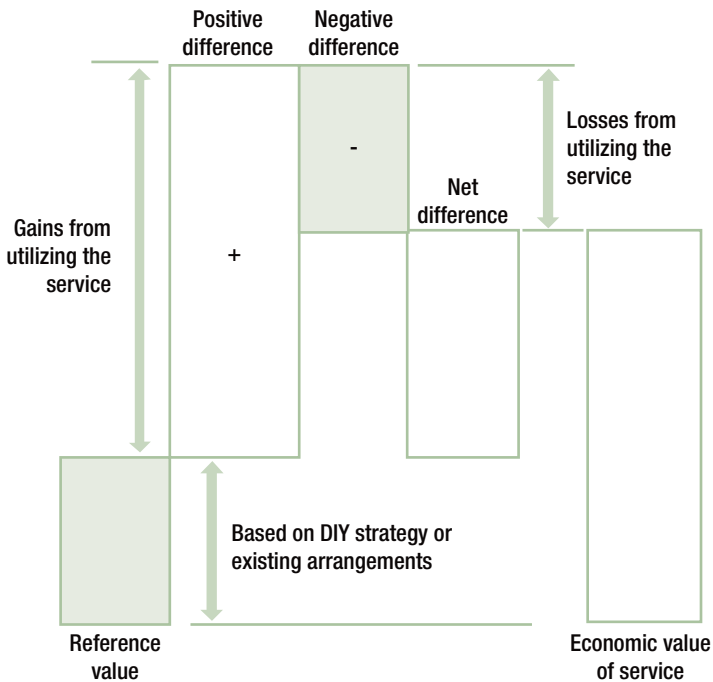 Positive
difference
Negative
difference
-
Losses from
utilizing the
service
Net
difference
Gains from
utilizing the
service
+
Based on DIY strategy or
existing arrangements
Reference
value
Economic value
of service